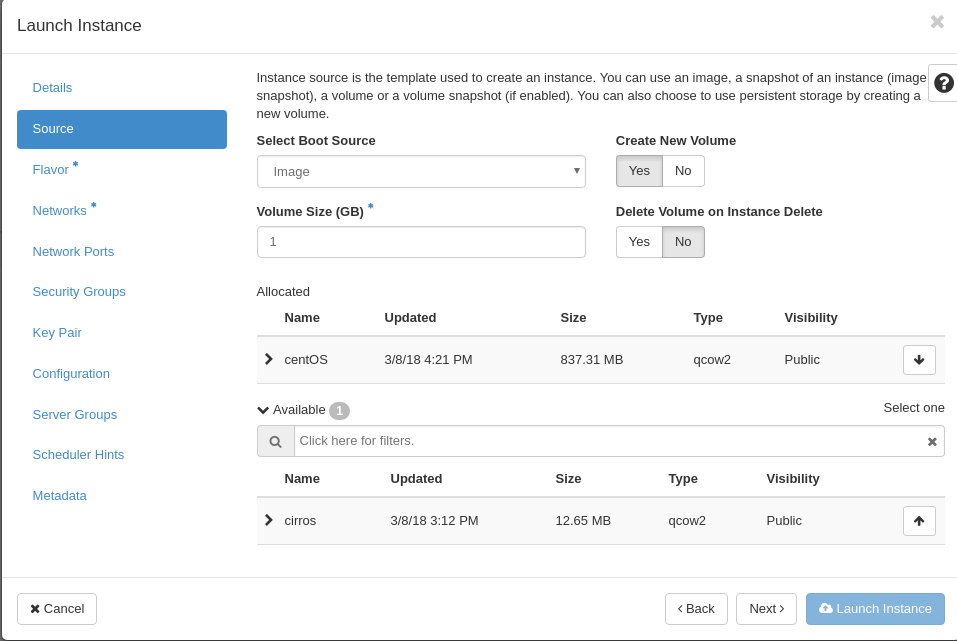 Launch Instance
Details
Source
Flavor *
Networks *
Network Ports
Security Groups
Key Pair
Configuration
Server Groups
Scheduler Hints
Metadata
Instance source is the template used to create an instance. You can use an image, a snapshot of an instance (image
snapshot), a volume or a volume snapshot (if enabled). You can also choose to use persistent storage by creating a
new volume.
Select Boot Source
Image
Create New Volume
Yes No
Volume Size (GB) *
1
Delete Volume on Instance Delete
Yes No
Allocated
Name Updated Size Type Visibility
centOS 3/8/18 4:21 PM 837.31 MB qcow2 Public
Available 1 Select one
Click here for filters.
Name Updated Size Type Visibility
cirros 3/8/18 3:12 PM 12.65 MB qcow2 Public
Cancel < Back Next > Launch Instance